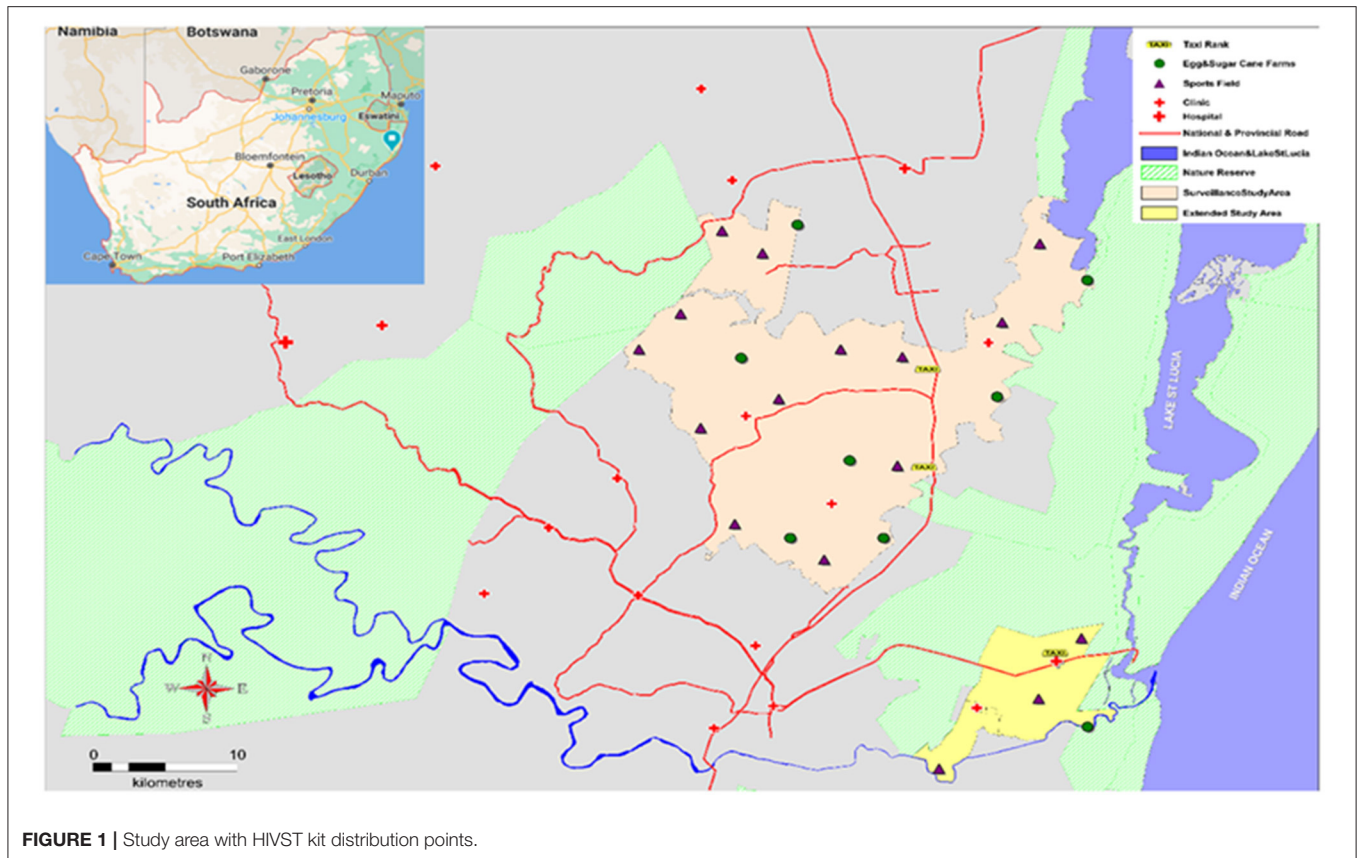 Namibia
Botswana
Gaborone
Pretoria
Johannesburg
Maputo
Eswatini
Bloemfontein
Lesotho
Durban
South Africa
East London
Cape Town
Port Elizabeth
TAXI Taxi Rank
Egg&Sugar Cane Farms
Sports Field
Clinic
Hospital
National & Provincial Road
Indian Ocean&LakeStLucia
Nature Reserve
SurveillancoStudyArea
Extended Study Area
TAXI
TAXI
TAXI
LAKE ST LUCIA
INDIAN OCEAN
N
W E
S
0 10
kilometres
FIGURE 1 | Study area with HIVST kit distribution points.